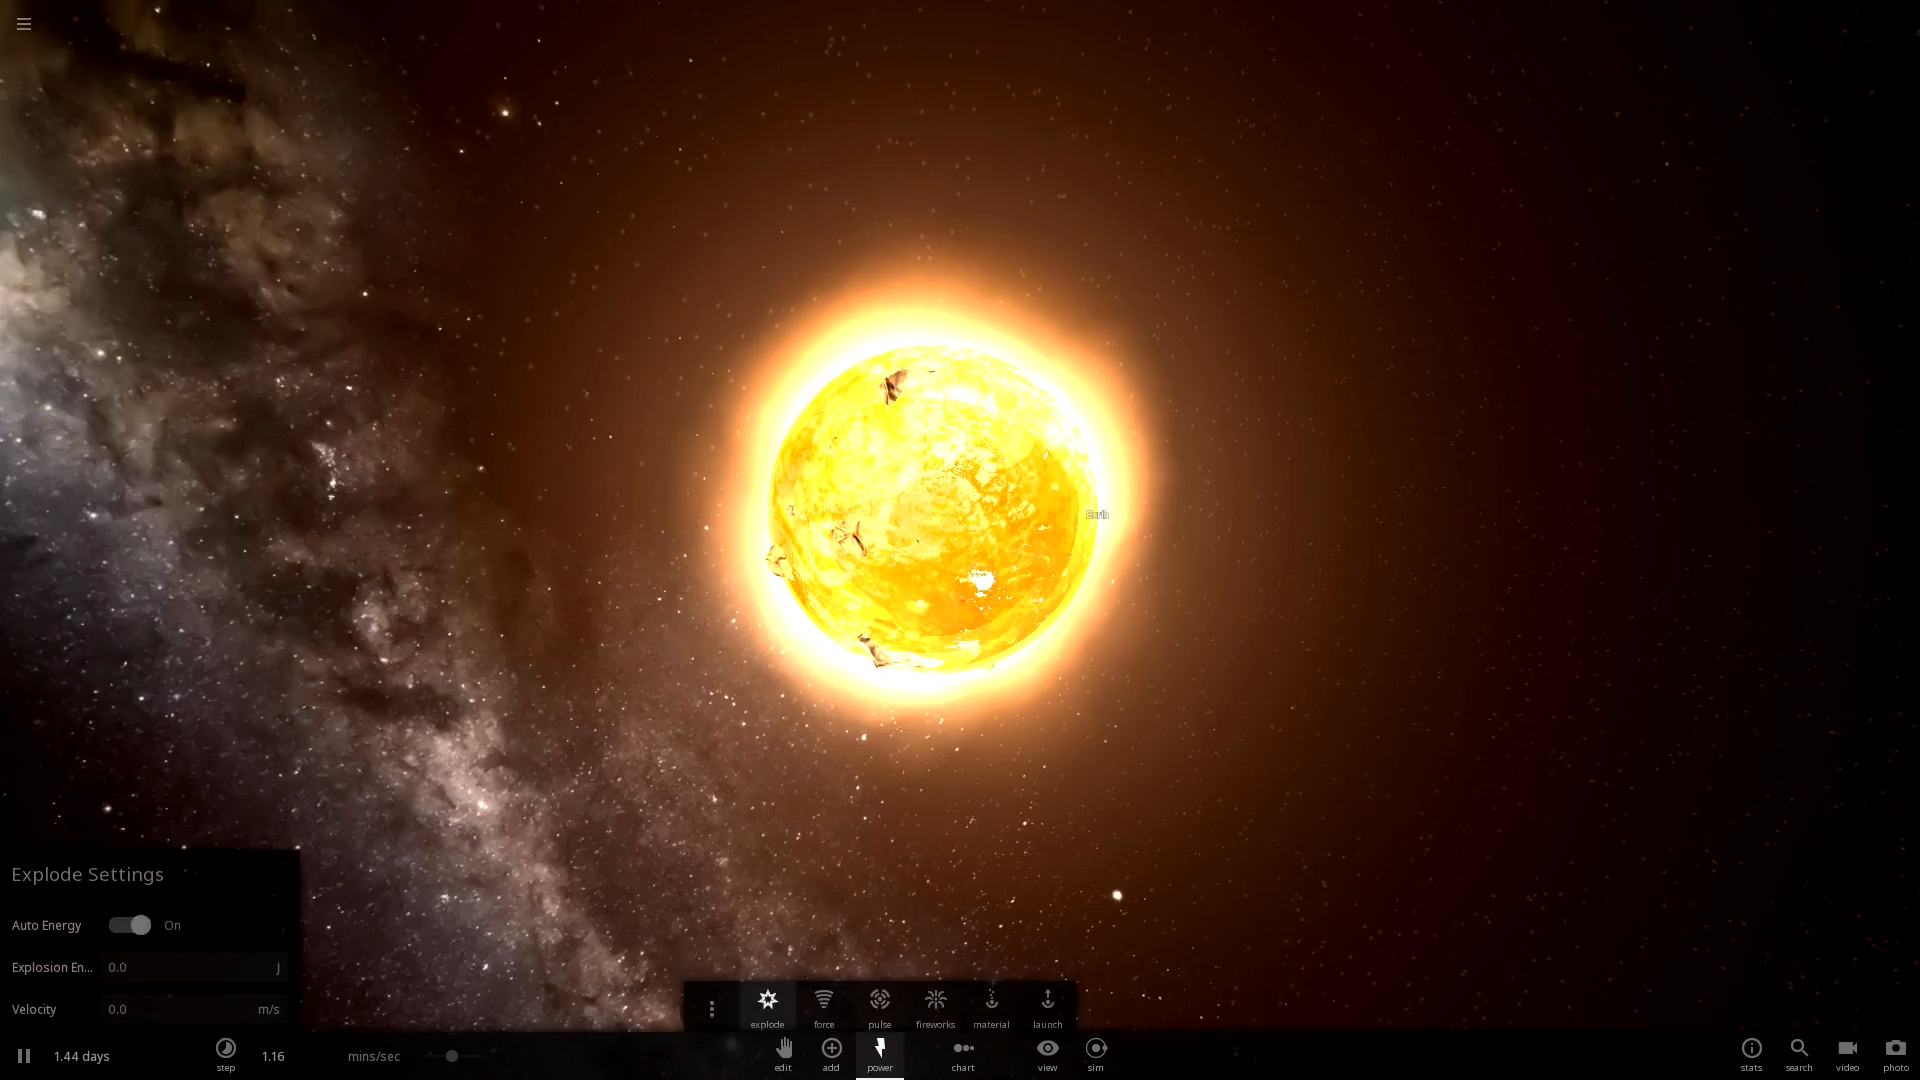 Earth
Explode Settings
Auto Energy On
Explosion En... 0.0 J
Velocity 0.0 m/s
explode force pulse fireworks material launch
1.44 days step 1.16 mins/sec edit add power chart view sim stats search video photo